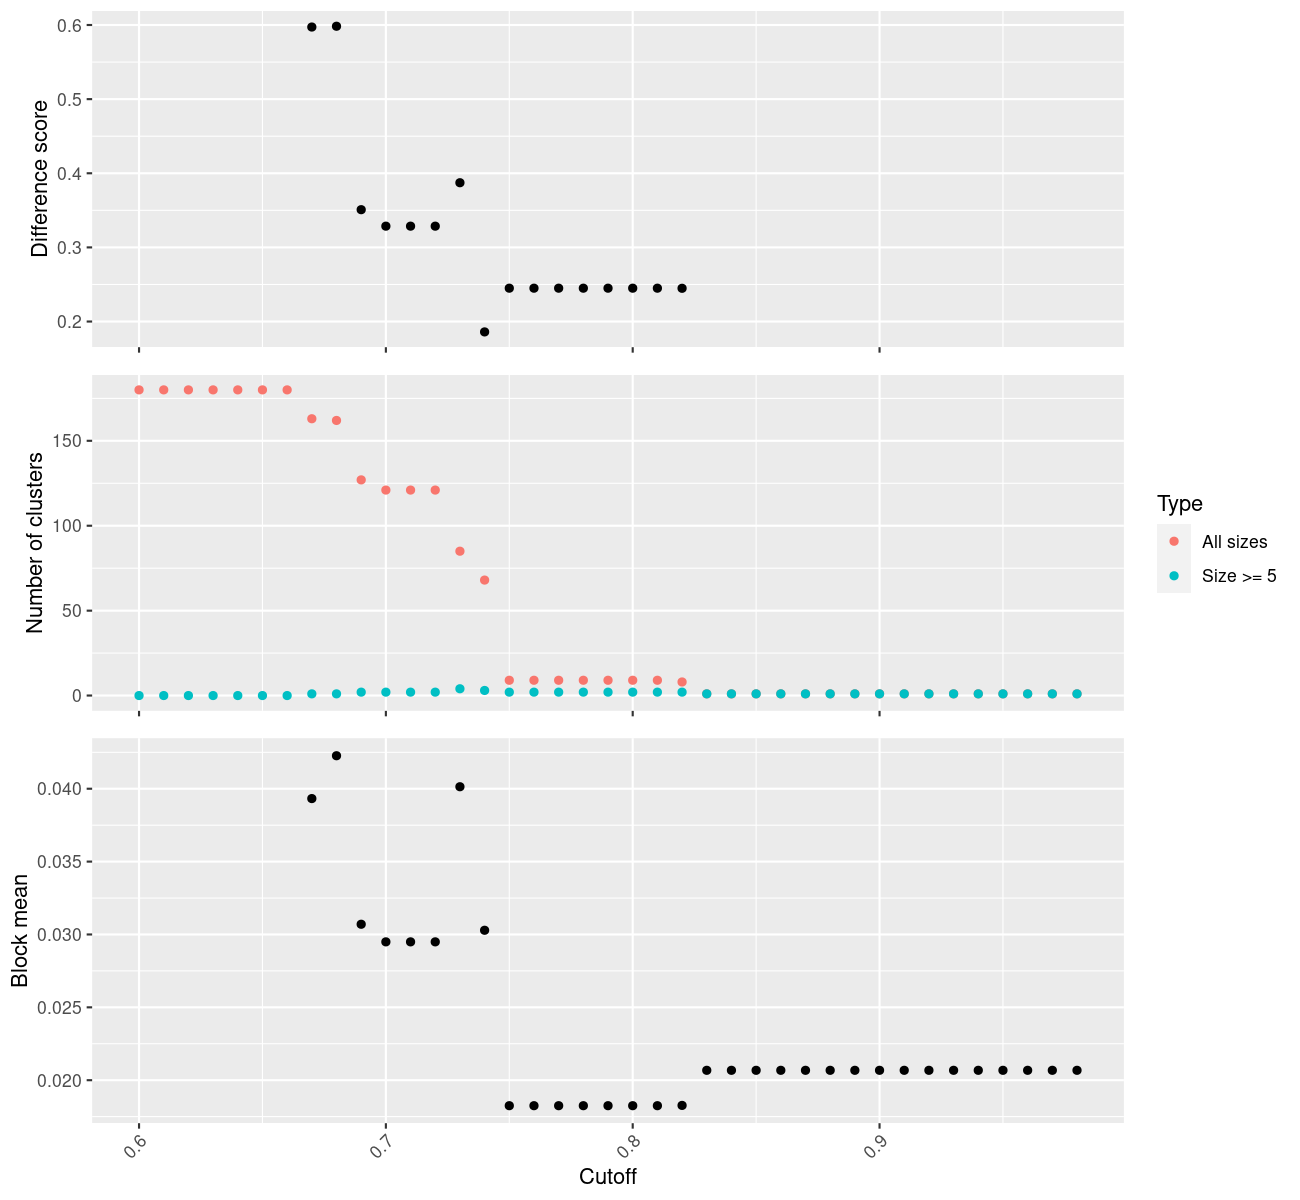 Difference score
0.6
0.5
0.4
0.3
0.2
Number of clusters
150
100
50
0
Type
All sizes
Size >= 5
Block mean
0.040
0.035
0.030
0.025
0.020
0.6 0.7 0.8 0.9
Cutoff